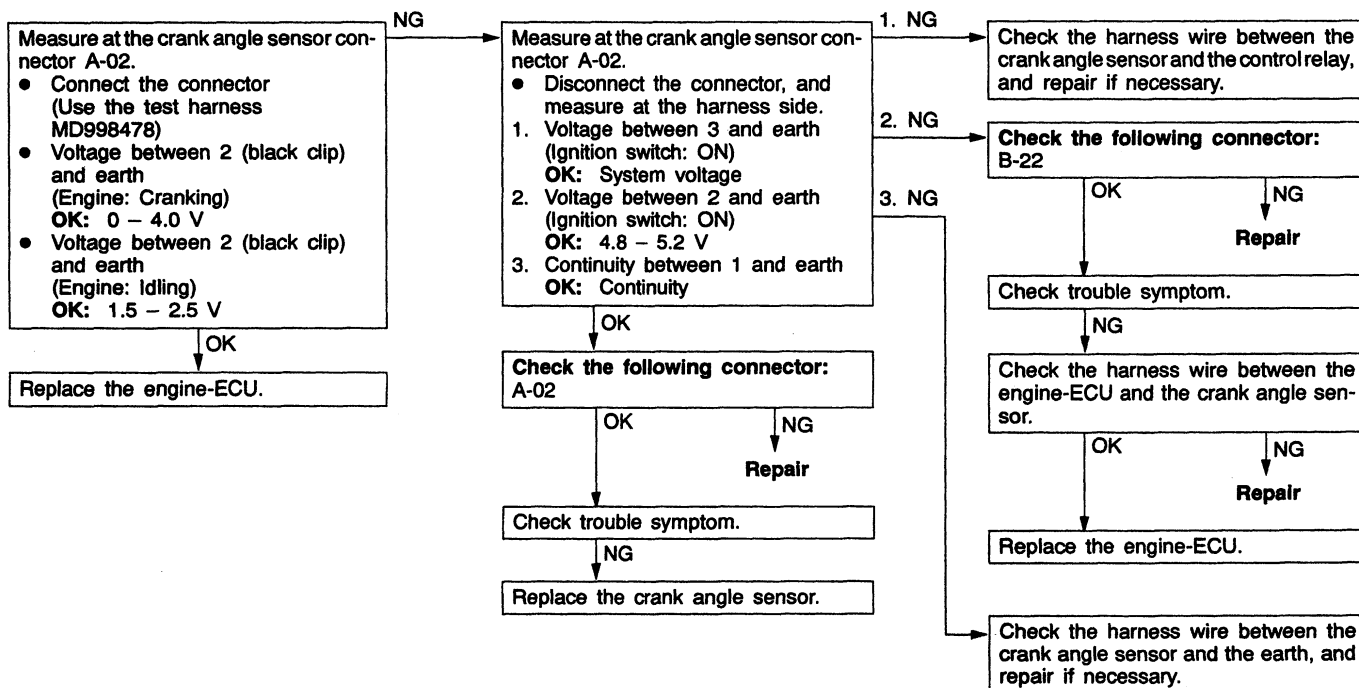 Measure at the crank angle sensor con-
nector A-02.
● Connect the connector
(Use the test harness
MD998478)
● Voltage between 2 (black clip)
and earth
(Engine: Cranking)
OK: 0 – 4.0 V
● Voltage between 2 (black clip)
and earth
(Engine: Idling)
OK: 1.5 – 2.5 V
OK
Replace the engine-ECU.
NG
Measure at the crank angle sensor con-
nector A-02.
● Disconnect the connector, and
measure at the harness side.
1. Voltage between 3 and earth
(Ignition switch: ON)
OK: System voltage
2. Voltage between 2 and earth
(Ignition switch: ON)
OK: 4.8 – 5.2 V
3. Continuity between 1 and earth
OK: Continuity
OK
Check the following connector:
A-02
OK
NG
Repair
Check trouble symptom.
NG
Replace the crank angle sensor.
1. NG
Check the harness wire between the
crank angle sensor and the control relay,
and repair if necessary.
2. NG
Check the following connector:
B-22
OK
NG
Repair
Check trouble symptom.
NG
Check the harness wire between the
engine-ECU and the crank angle sen-
sor.
OK
NG
Repair
Replace the engine-ECU.
3. NG
Check the harness wire between the
crank angle sensor and the earth, and
repair if necessary.